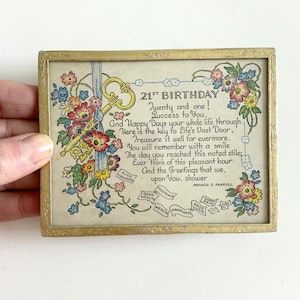 21ST BIRTHDAY
Twenty and one!
Success to You,
And Happy Days your whole life through.
Here is the key to Life's Vast Door,
Treasure it well for evermore.
You will remember with a smile
The day you reached this noted stile;
Ever think of this pleasant hour
And the Greetings that we,
upon You, shower